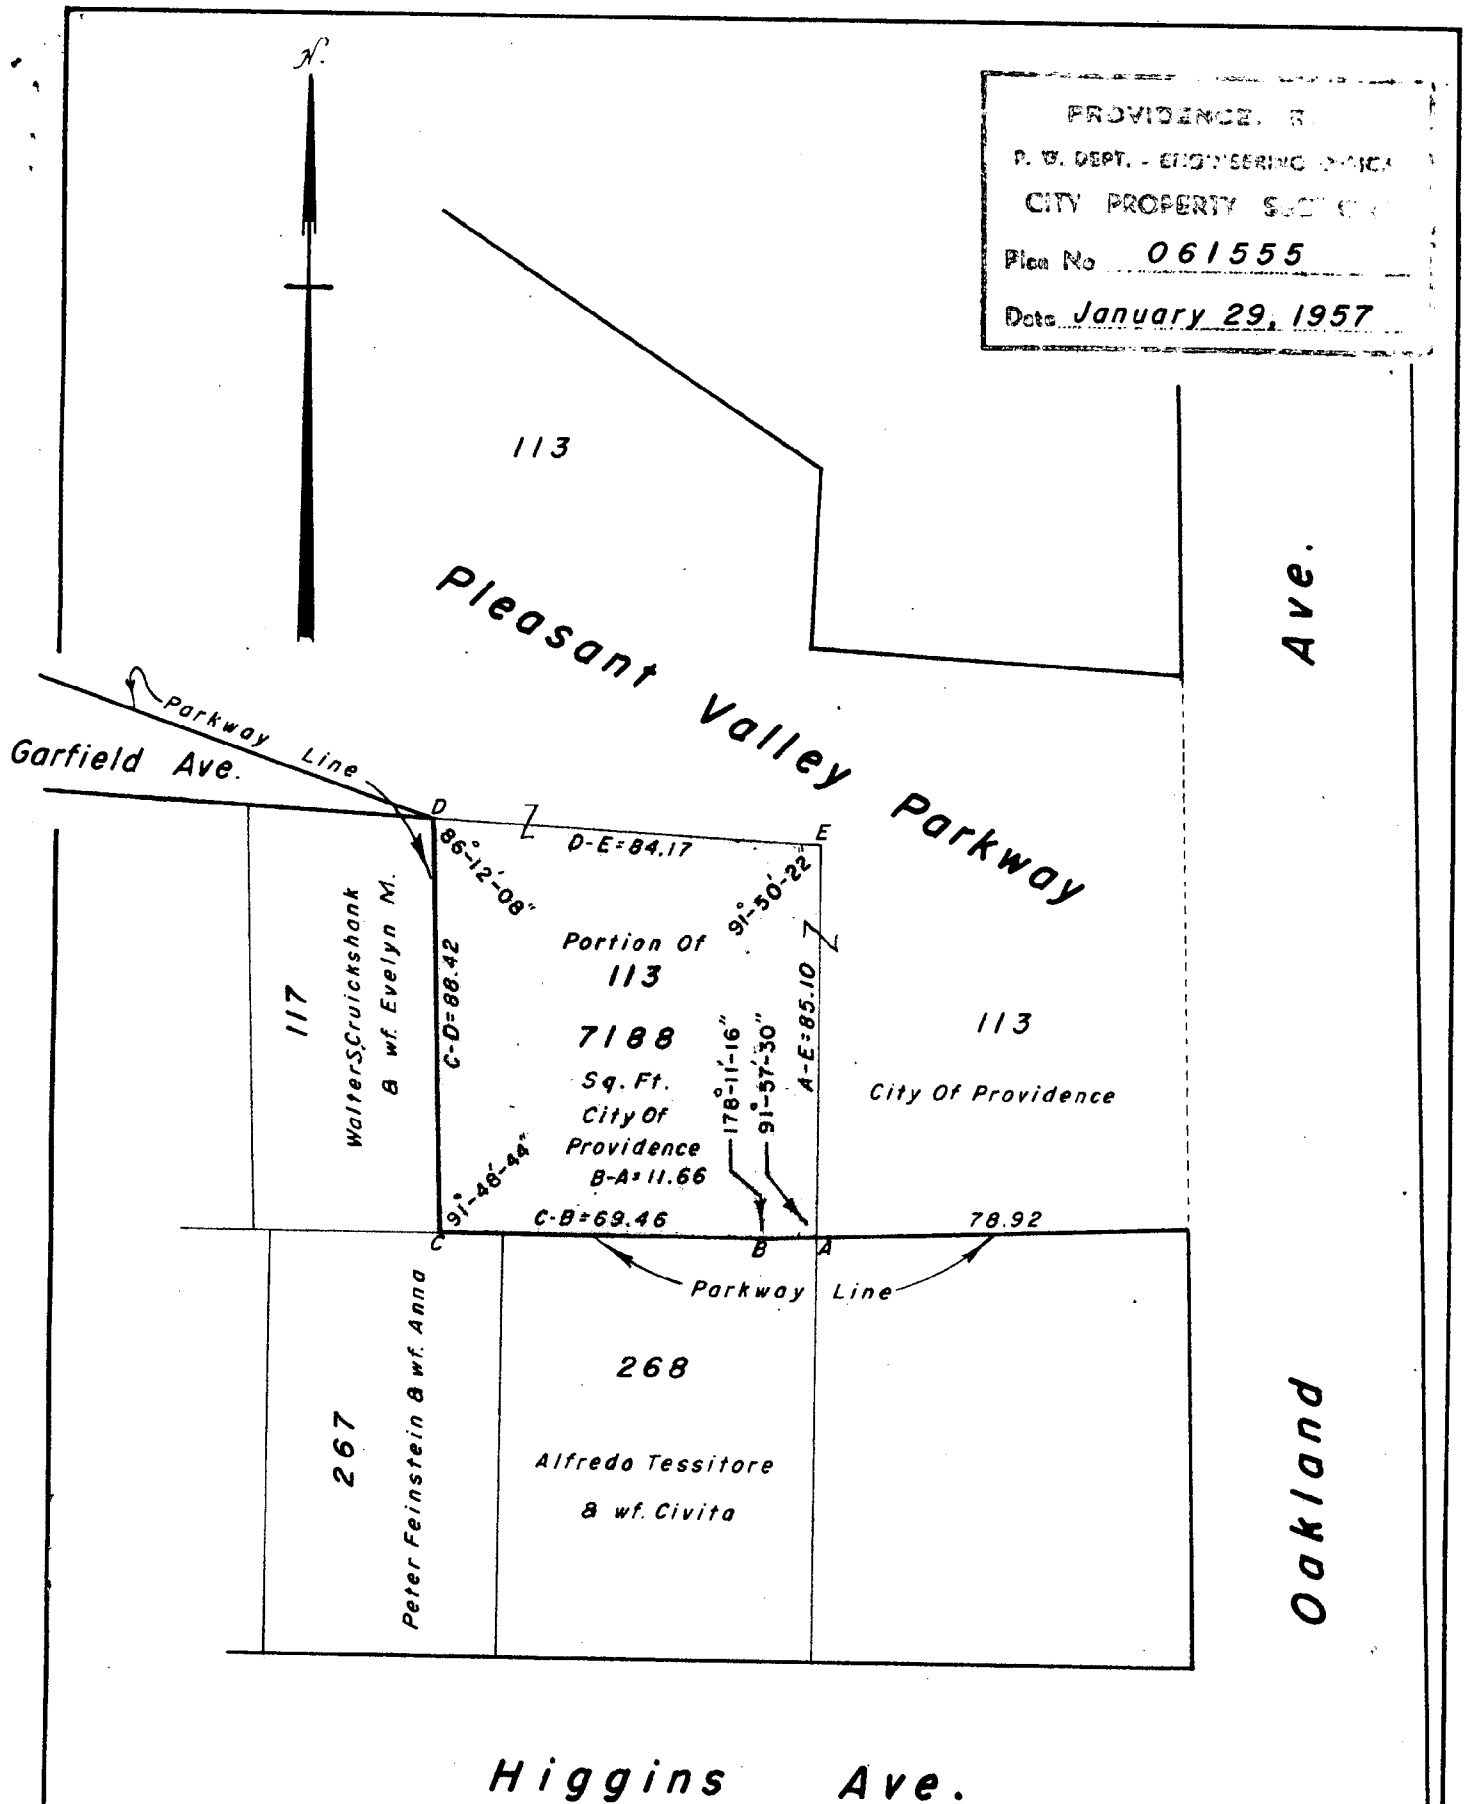 N.
PROVIDENCE, R.
P. W. DEPT. - ENGINEERING OFFICE
CITY PROPERTY SECTION
Plan No 061555
Date January 29, 1957
113
Pleasant Valley Parkway
Ave.
Parkway Line
Garfield Ave.
D
E
D-E=84.17
86°-12'-08"
91°-50'-22"
Walter S. Cruickshank
& wf. Evelyn M.
117
C-D=88.42
Portion Of
113
7188
Sq. Ft.
City Of
Providence
B-A=11.66
178°-11'-16"
91°-57'-30"
A-E=85.10
113
City Of Providence
91°-48'-44"
C-B=69.46
78.92
C
B
A
Parkway Line
267
Peter Feinstein & wf. Anna
268
Alfredo Tessitore
& wf. Civita
Oakland
Higgins Ave.